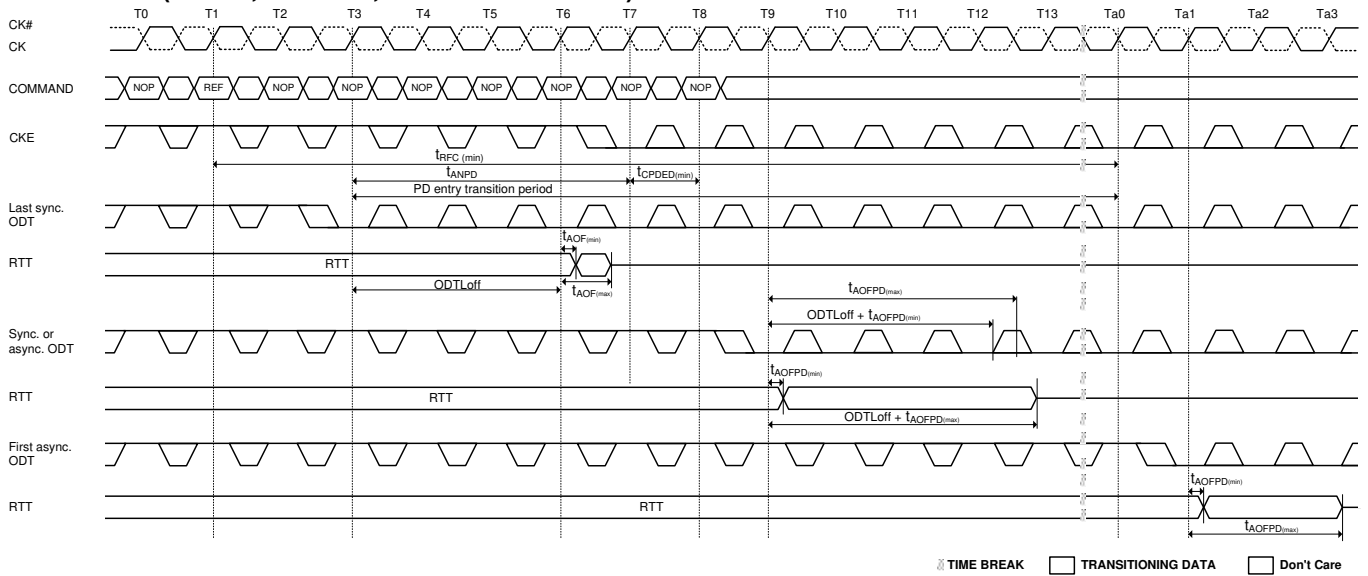 T0 T1 T2 T3 T4 T5 T6 T7 T8 T9 T10 T11 T12 T13 Ta0 Ta1 Ta2 Ta3
CK#
CK
COMMAND NOP REF NOP NOP NOP NOP NOP NOP NOP
CKE
tRFC (min)
tANPD tCPDED(min)
PD entry transition period
Last sync.
ODT
tAOF(min)
RTT RTT
ODTLoff tAOF(max)
tAOFPD(max)
ODTLoff + tAOFPD(min)
Sync. or
async. ODT
tAOFPD(min)
RTT RTT
ODTLoff + tAOFPD(max)
First async.
ODT
tAOFPD(min)
RTT RTT
tAOFPD(max)
TIME BREAK TRANSITIONING DATA Don't Care